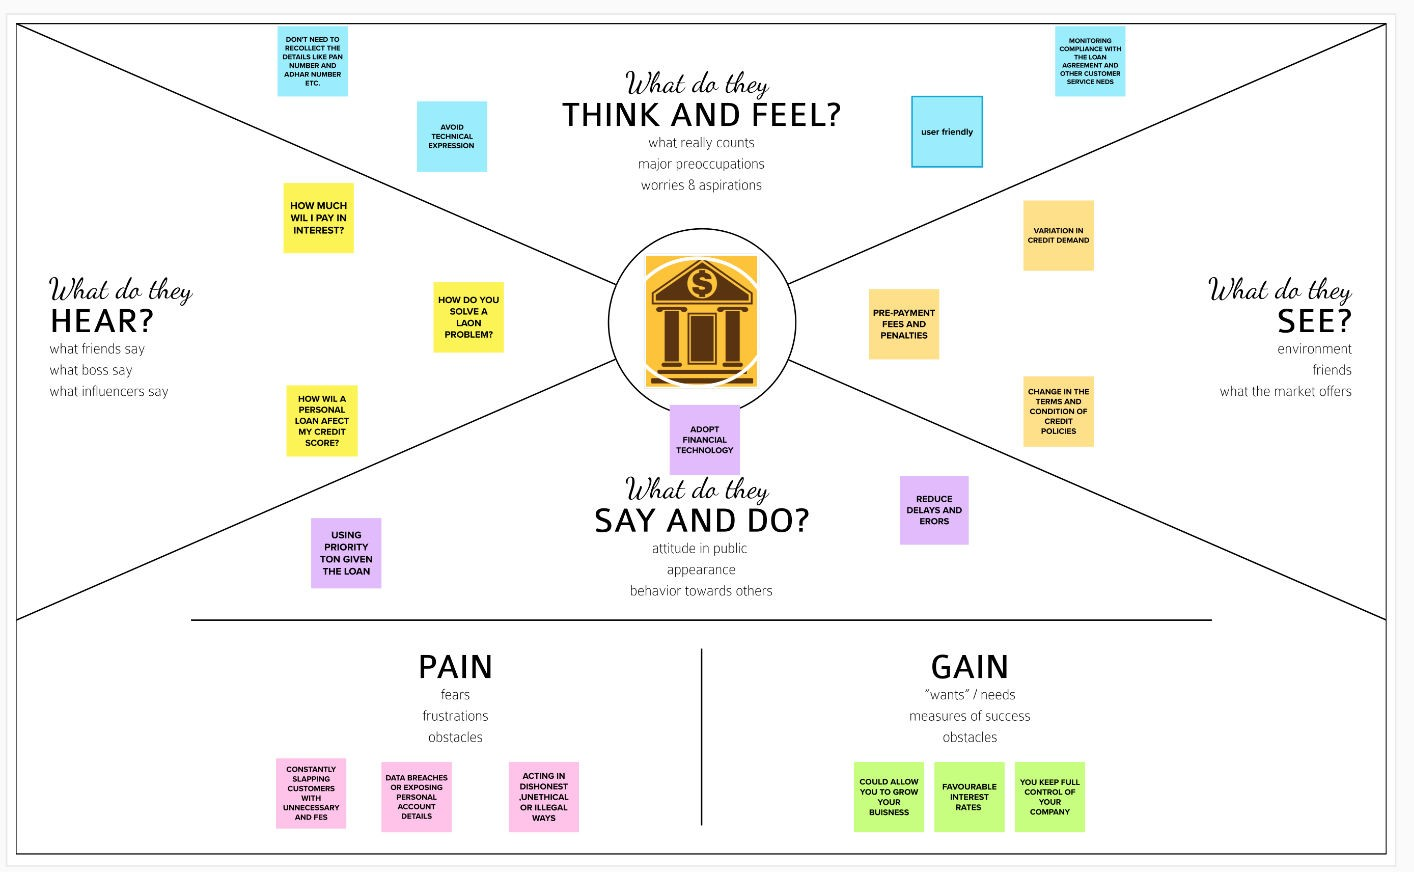 DON'T NEED TO
RECOLLECT THE
DETAILS LIKE PAN
NUMBER AND
ADHAR NUMBER
ETC.
AVOID
TECHNICAL
EXPRESSION
What do they
THINK AND FEEL?
what really counts
major preoccupations
worries & aspirations
user friendly
MONITORING
COMPLIANCE WITH
THE LOAN
AGREEMENT AND
OTHER CUSTOMER
SERVICE NEDS
What do they
HEAR?
what friends say
what boss say
what influencers say
HOW MUCH
WIL I PAY IN
INTEREST?
HOW DO YOU
SOLVE A
LAON
PROBLEM?
HOW WIL A
PERSONAL
LOAN AFECT
MY CREDIT
SCORE?
$
VARIATION IN
CREDIT DEMAND
PRE-PAYMENT
FEES AND
PENALTIES
CHANGE IN THE
TERMS AND
CONDITION OF
CREDIT
POLICIES
What do they
SEE?
environment
friends
what the market offers
ADOPT
FINANCIAL
TECHNOLOGY
What do they
SAY AND DO?
attitude in public
appearance
behavior towards others
USING
PRIORITY
TON GIVEN
THE LOAN
REDUCE
DELAYS AND
ERORS
PAIN
fears
frustrations
obstacles
CONSTANTLY
SLAPPING
CUSTOMERS
WITH
UNNECESSARY
AND FES
DATA BREACHES
OR EXPOSING
PERSONAL
ACCOUNT
DETAILS
ACTING IN
DISHONEST
,UNETHICAL
OR ILLEGAL
WAYS
GAIN
"wants" / needs
measures of success
obstacles
COULD ALLOW
YOU TO GROW
YOUR
BUISNESS
FAVOURABLE
INTEREST
RATES
YOU KEEP FULL
CONTROL OF
YOUR
COMPANY